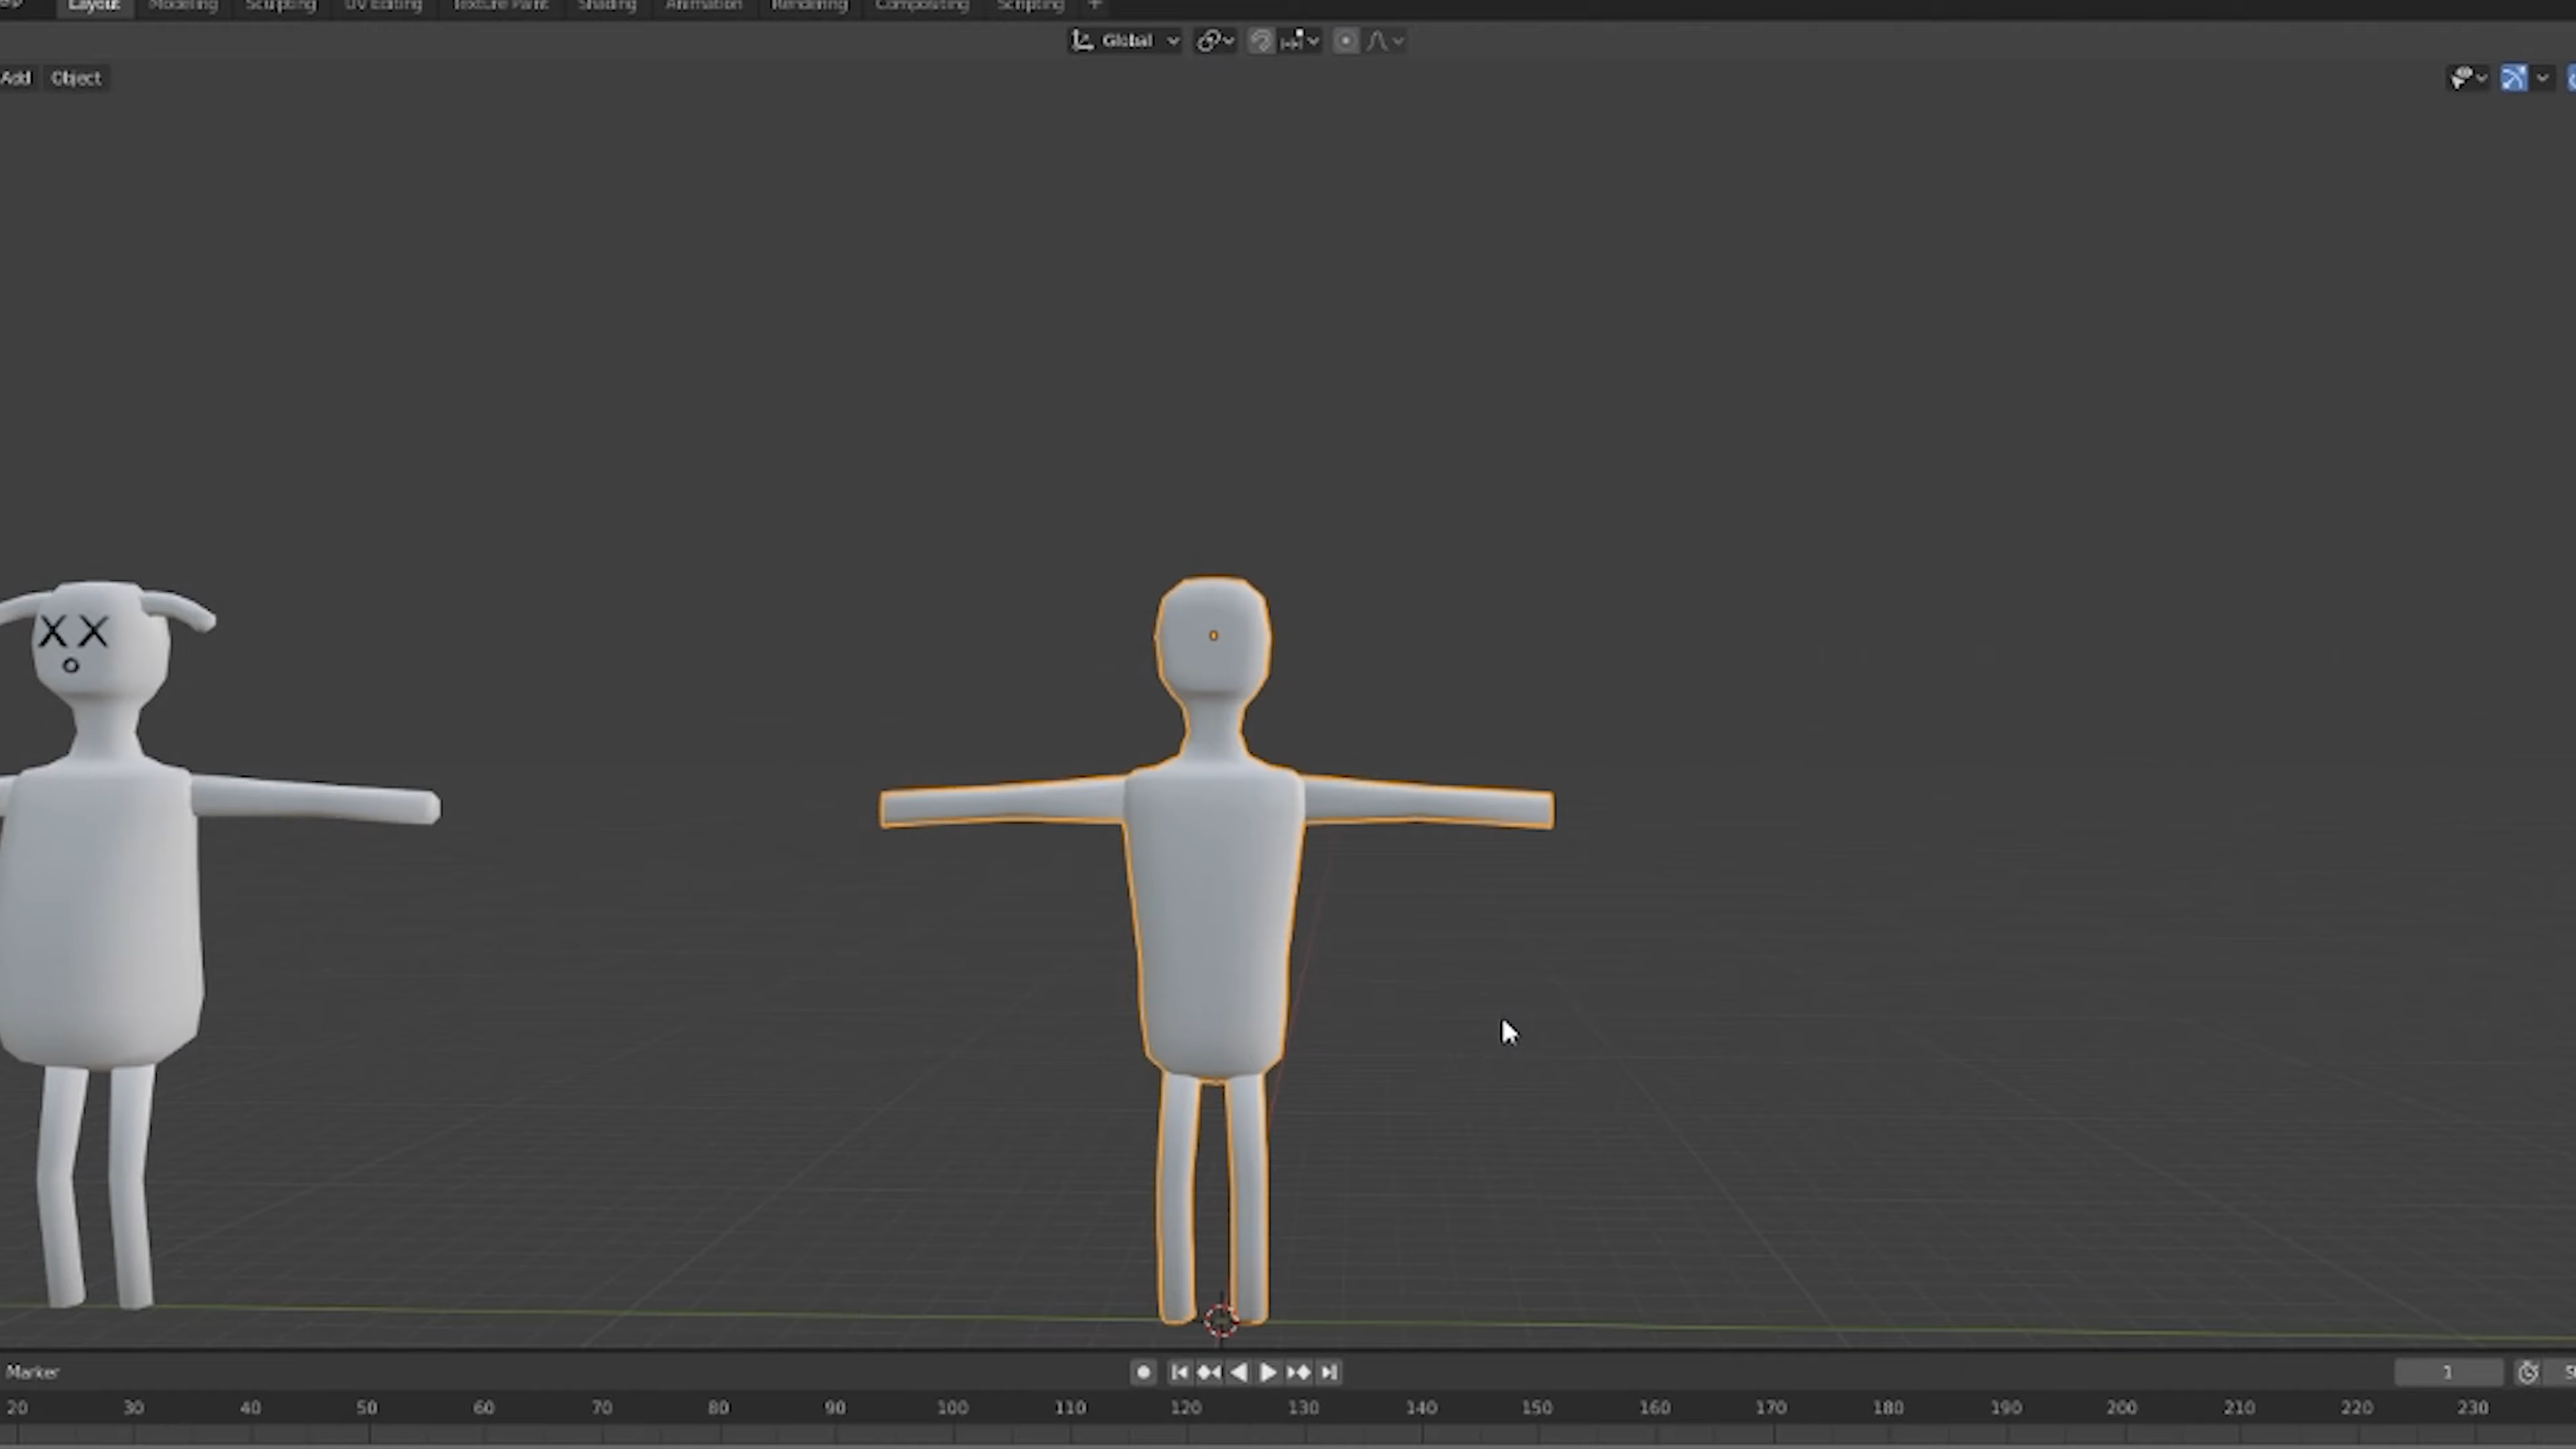 Layout Modeling Sculpting UV Editing Texture Paint Shading Animation Rendering Compositing Scripting +
Global
Add Object
X X
Marker
1
20 30 40 50 60 70 80 90 100 110 120 130 140 150 160 170 180 190 200 210 220 230